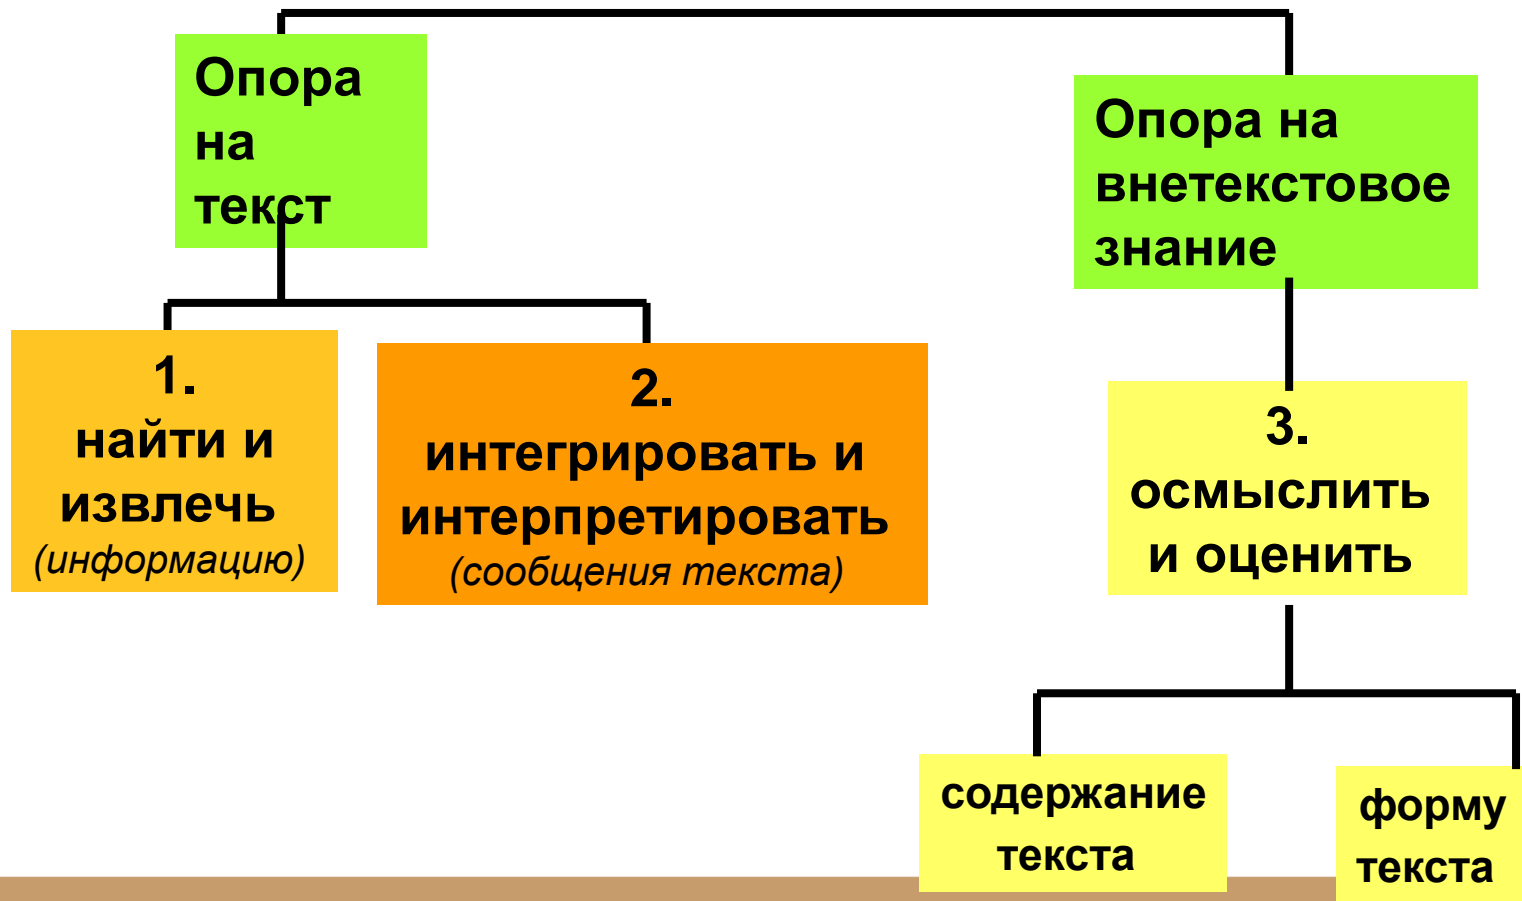 Опора
на
текст
Опора на
внетекстовое
знание
1.
найти и
извлечь
(информацию)
2.
интегрировать и
интерпретировать
(сообщения текста)
3.
осмыслить
и оценить
содержание
текста
форму
текста